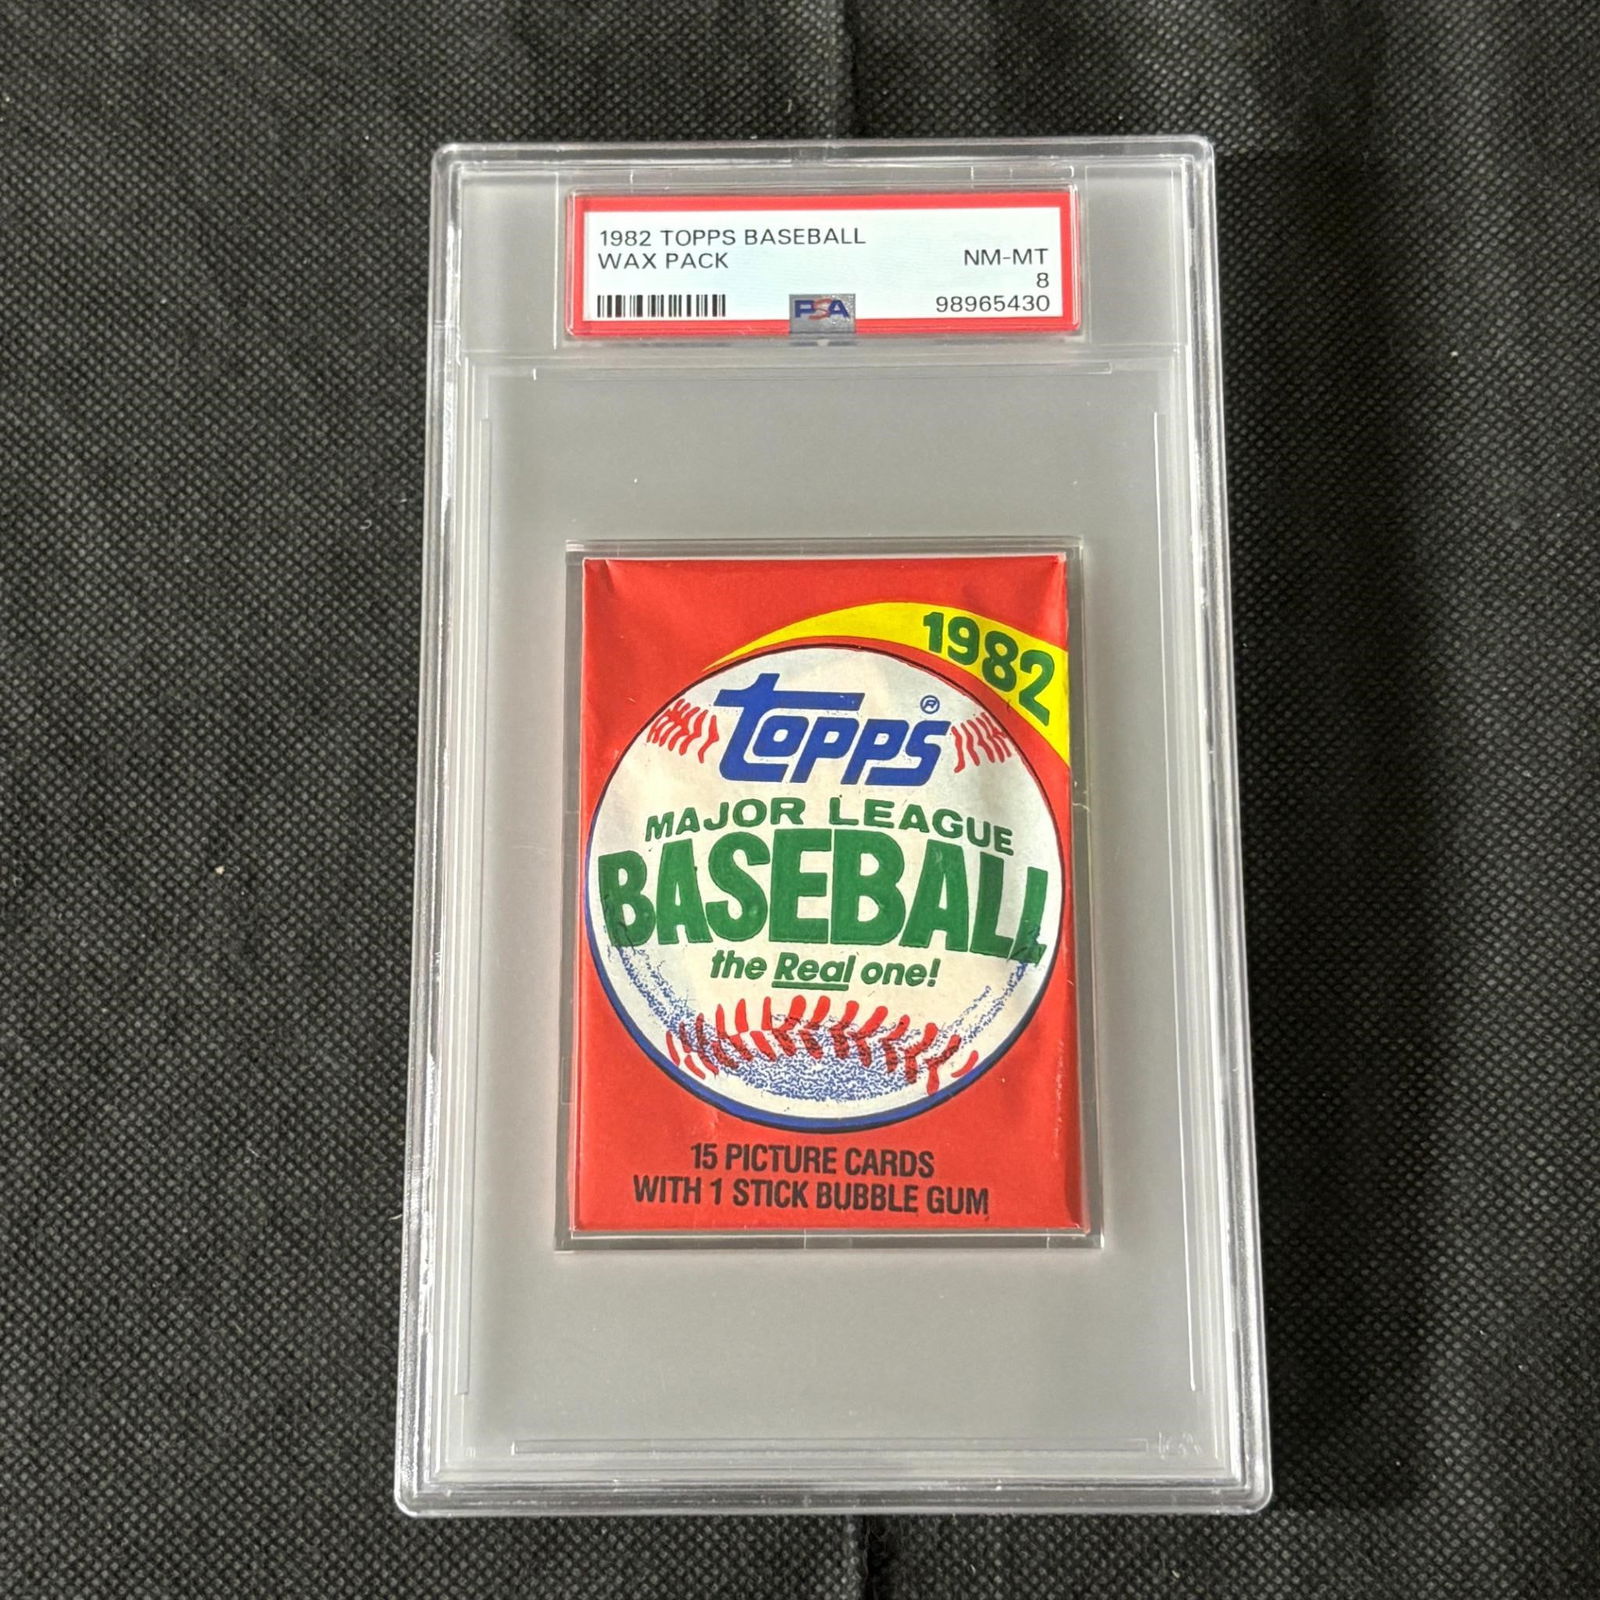 1982 TOPPS BASEBALL
WAX PACK
NM-MT
8
PSA
98965430
1982
Topps®
MAJOR LEAGUE
BASEBALL
the Real one!
15 PICTURE CARDS
WITH 1 STICK BUBBLE GUM